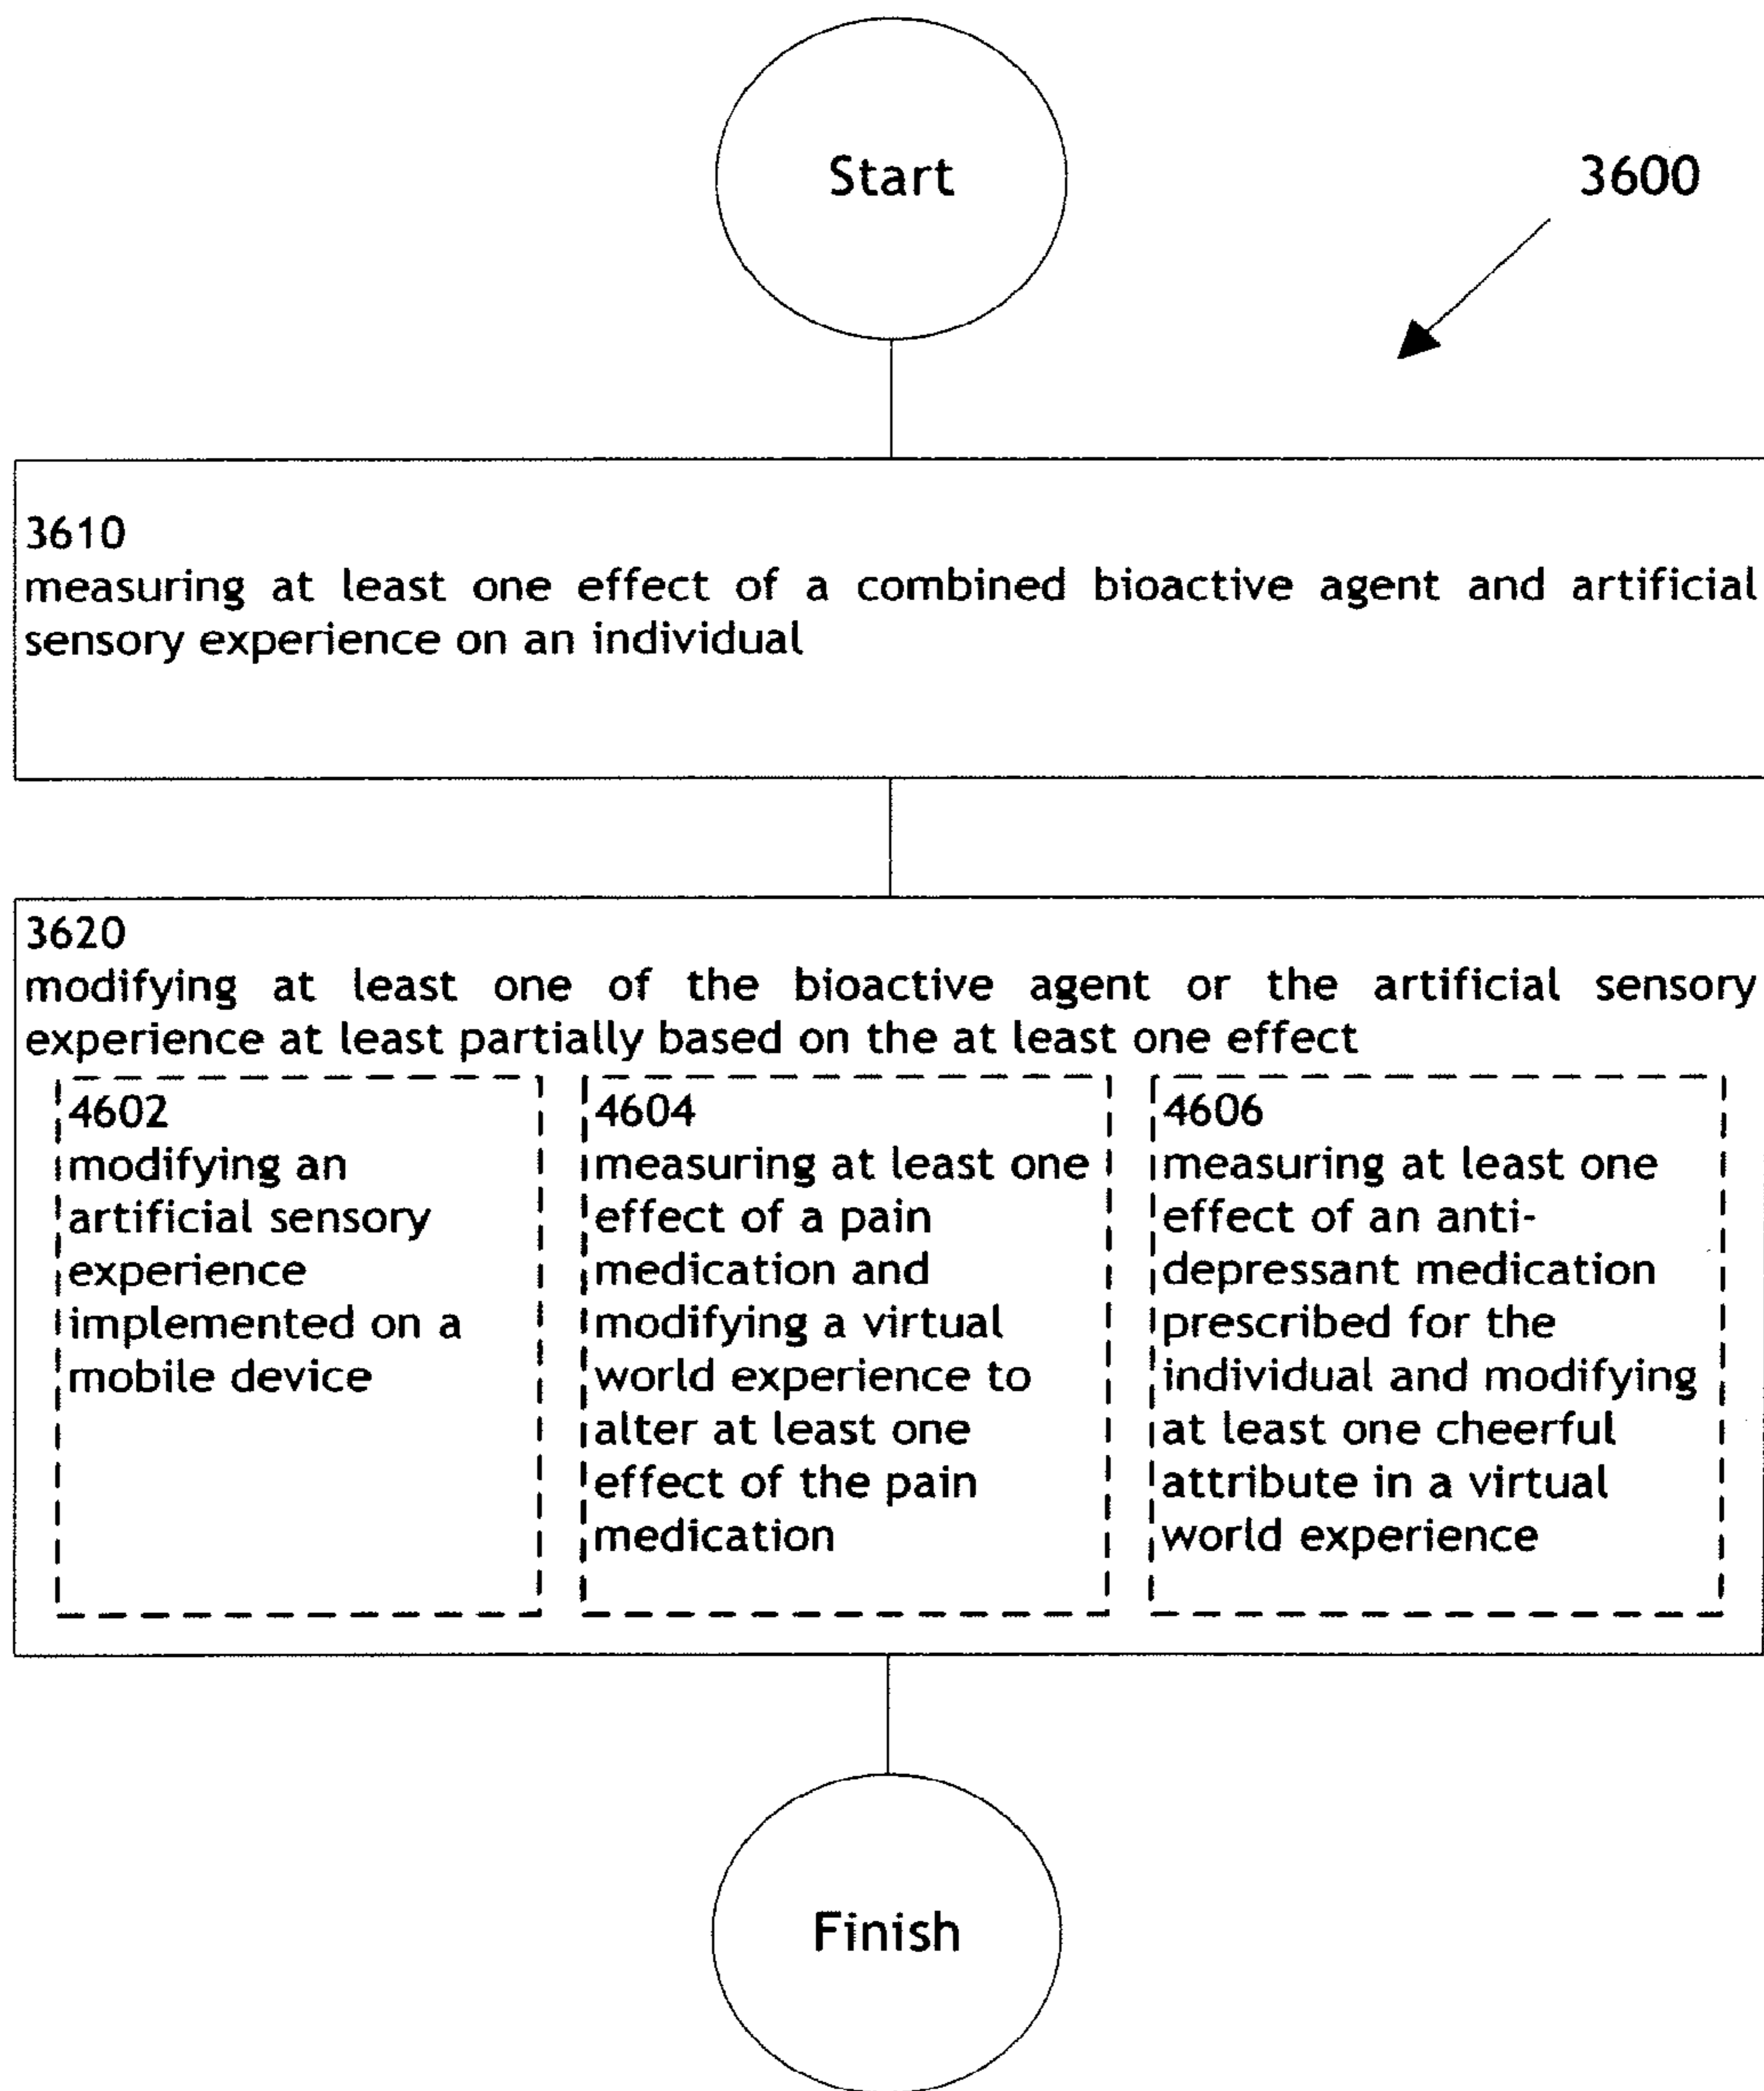 Start
3600
3610
measuring at least one effect of a combined bioactive agent and artificial
sensory experience on an individual
3620
modifying at least one of the bioactive agent or the artificial sensory
experience at least partially based on the at least one effect
4602
modifying an
artificial sensory
experience
implemented on a
mobile device
4604
measuring at least one
effect of a pain
medication and
modifying a virtual
world experience to
alter at least one
effect of the pain
medication
4606
measuring at least one
effect of an anti-
depressant medication
prescribed for the
individual and modifying
at least one cheerful
attribute in a virtual
world experience
Finish